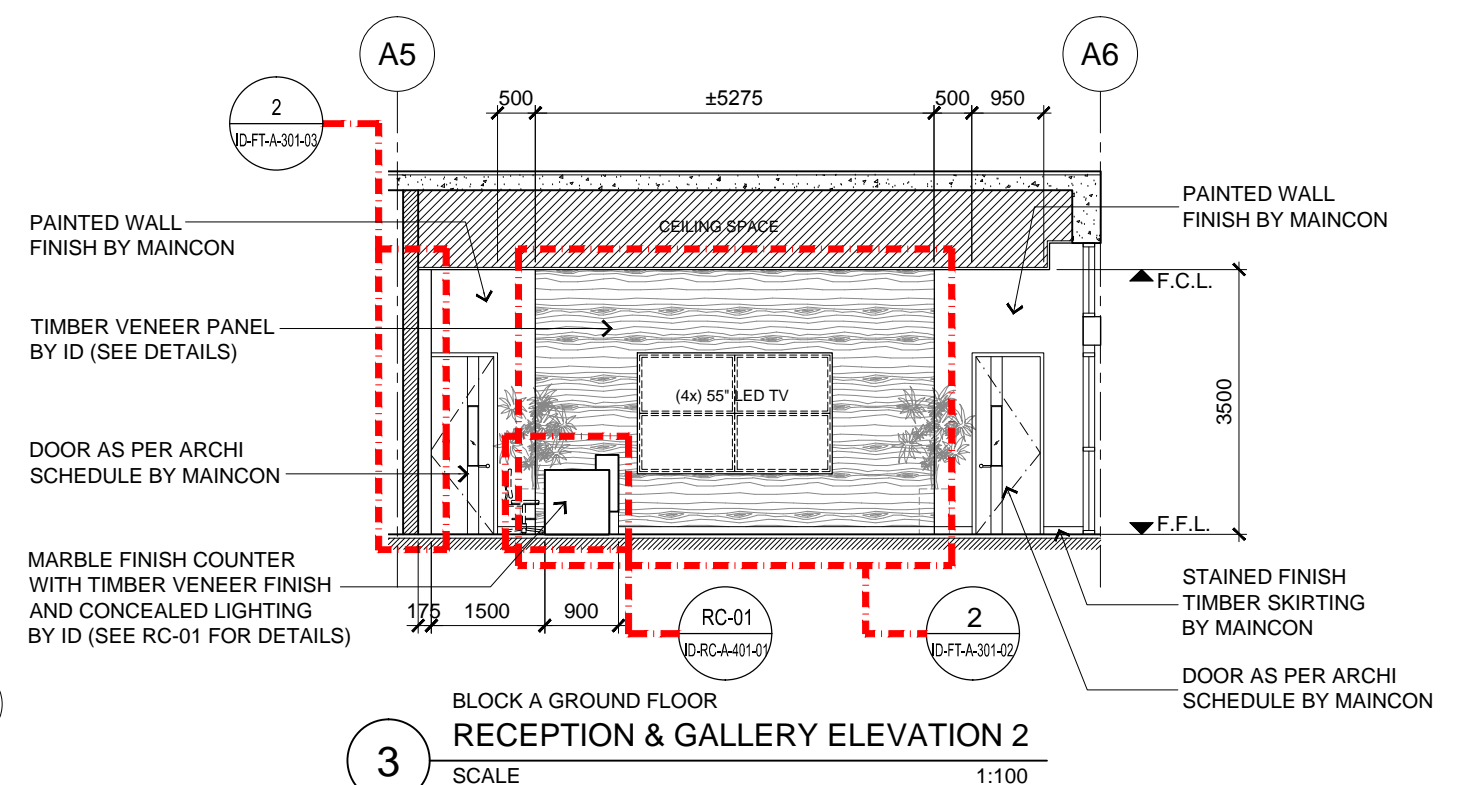 A5
A6
2
ID-FT-A-301-03
500
±5275
500
950
PAINTED WALL
FINISH BY MAINCON
CEILING SPACE
PAINTED WALL
FINISH BY MAINCON
F.C.L.
TIMBER VENEER PANEL
BY ID (SEE DETAILS)
(4x) 55" LED TV
3500
DOOR AS PER ARCHI
SCHEDULE BY MAINCON
F.F.L.
MARBLE FINISH COUNTER
WITH TIMBER VENEER FINISH
AND CONCEALED LIGHTING
BY ID (SEE RC-01 FOR DETAILS)
175
1500
900
RC-01
ID-RC-A-401-01
2
ID-FT-A-301-02
STAINED FINISH
TIMBER SKIRTING
BY MAINCON
DOOR AS PER ARCHI
SCHEDULE BY MAINCON
BLOCK A GROUND FLOOR
3
RECEPTION & GALLERY ELEVATION 2
SCALE
1:100